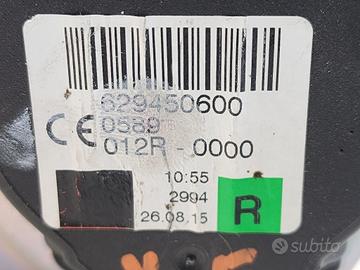 629450600
CE 0589
012R - 0000
10:55
2994
26.08.15
R
subito